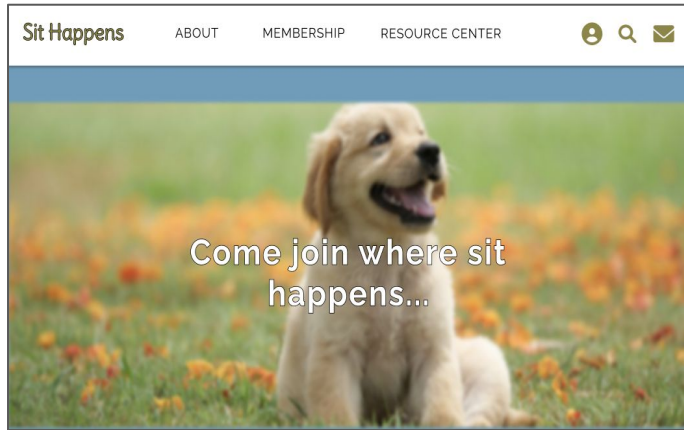 Sit Happens
ABOUT
MEMBERSHIP
RESOURCE CENTER
Come join where sit
happens...